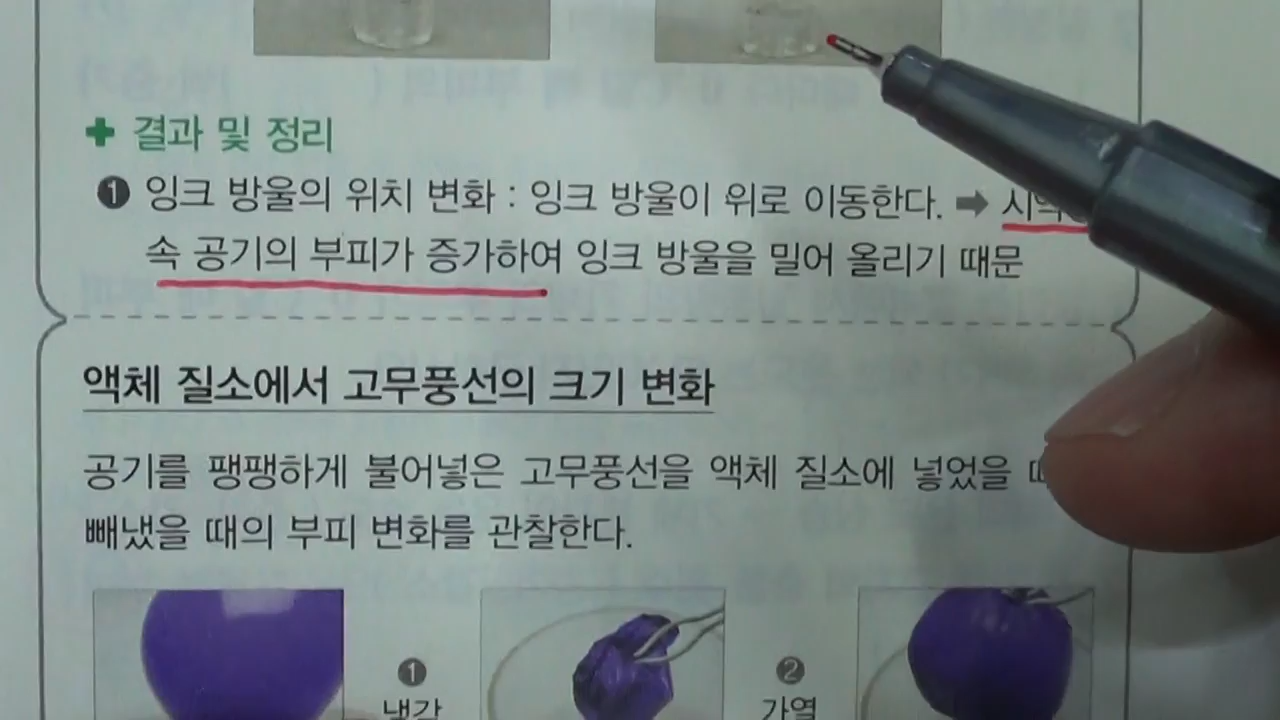 ✚ 결과 및 정리
❶ 잉크 방울의 위치 변화 : 잉크 방울이 위로 이동한다. ➡
속 공기의 부피가 증가하여 잉크 방울을 밀어 올리기 때문
액체 질소에서 고무풍선의 크기 변화
공기를 팽팽하게 불어넣은 고무풍선을 액체 질소에 넣었을
빼냈을 때의 부피 변화를 관찰한다.
❶
냉각
❷
가열